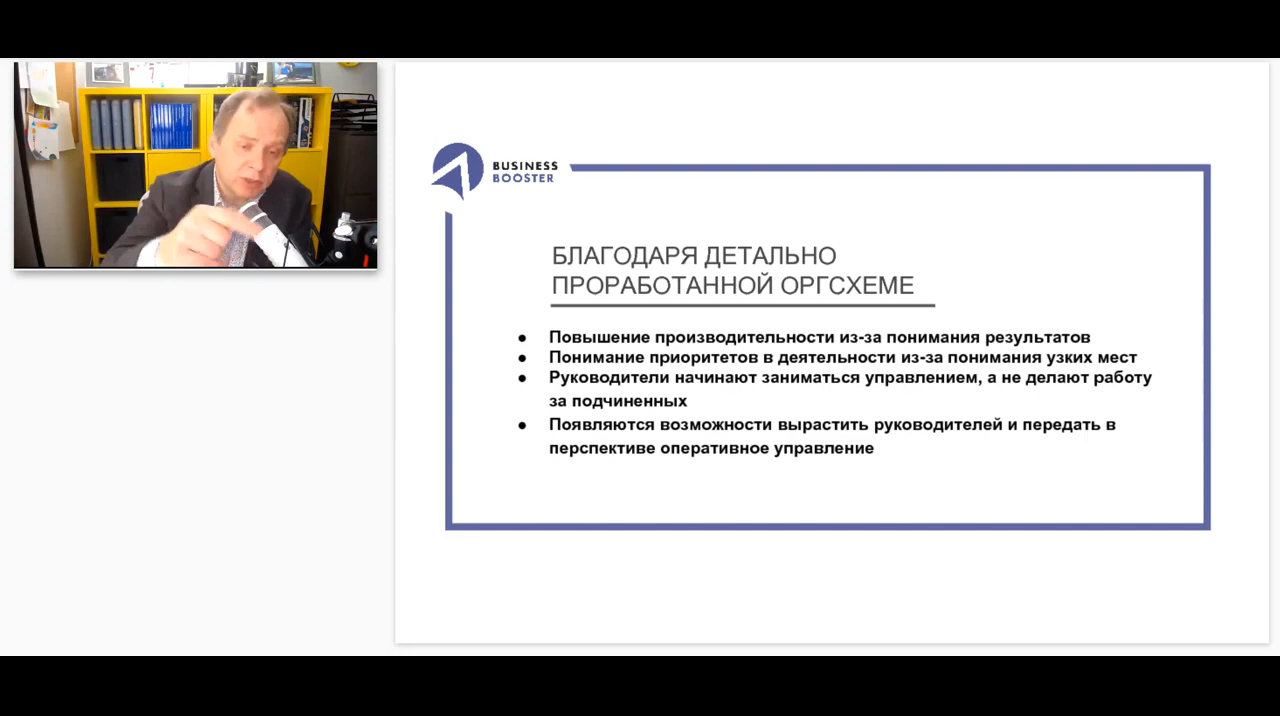 BUSINESS
BOOSTER
БЛАГОДАРЯ ДЕТАЛЬНО
ПРОРАБОТАННОЙ ОРГСХЕМЕ
● Повышение производительности из-за понимания результатов
● Понимание приоритетов в деятельности из-за понимания узких мест
● Руководители начинают заниматься управлением, а не делают работу
за подчиненных
● Появляются возможности вырастить руководителей и передать в
перспективе оперативное управление